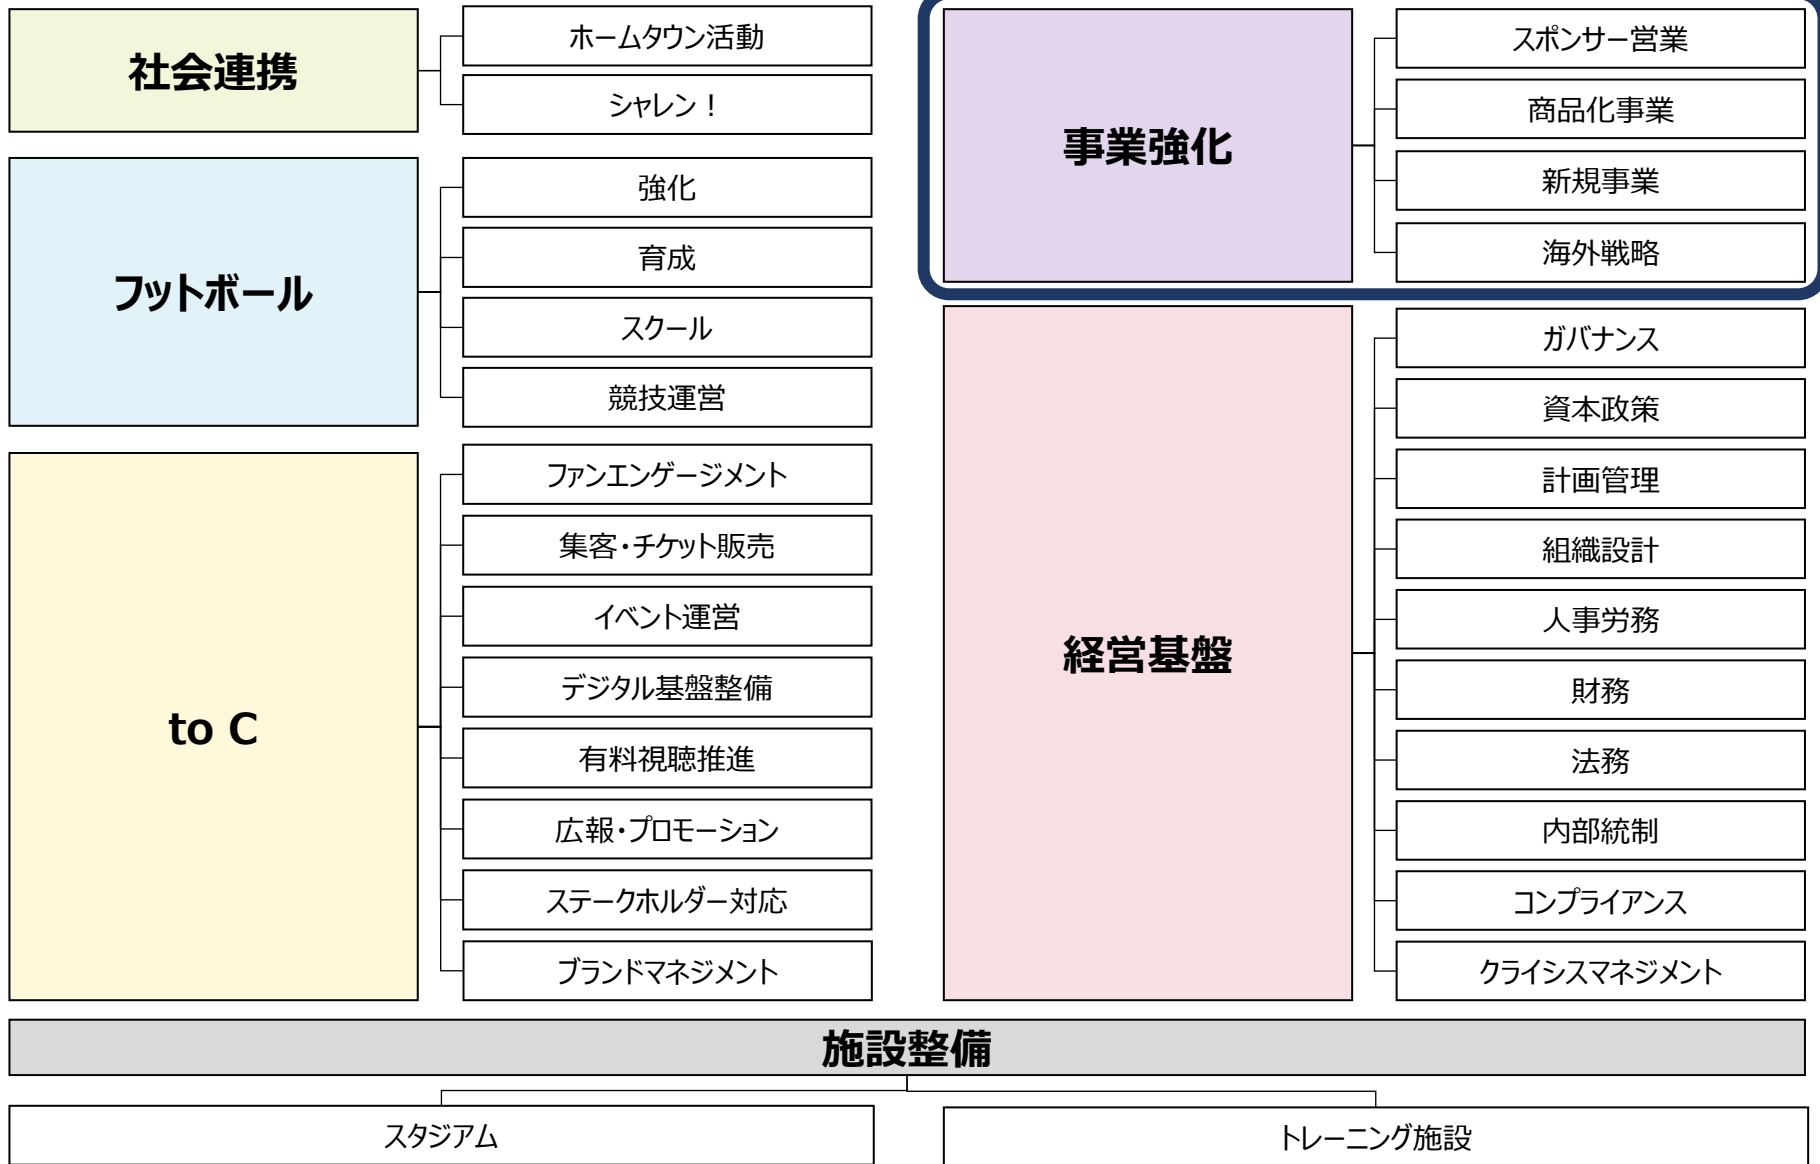 社会連携
ホームタウン活動
シャレン！
フットボール
強化
育成
スクール
競技運営
to C
ファンエンゲージメント
集客・チケット販売
イベント運営
デジタル基盤整備
有料視聴推進
広報・プロモーション
ステークホルダー対応
ブランドマネジメント
事業強化
スポンサー営業
商品化事業
新規事業
海外戦略
経営基盤
ガバナンス
資本政策
計画管理
組織設計
人事労務
財務
法務
内部統制
コンプライアンス
クライシスマネジメント
施設整備
スタジアム
トレーニング施設